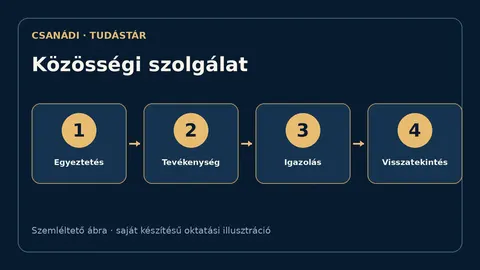 CSANÁDI · TUDÁSTÁR
Közösségi szolgálat
1 2 3 4
Egyeztetés Tevékenység Igazolás Visszatekintés
Szemléltető ábra · saját készítésű oktatási illusztráció